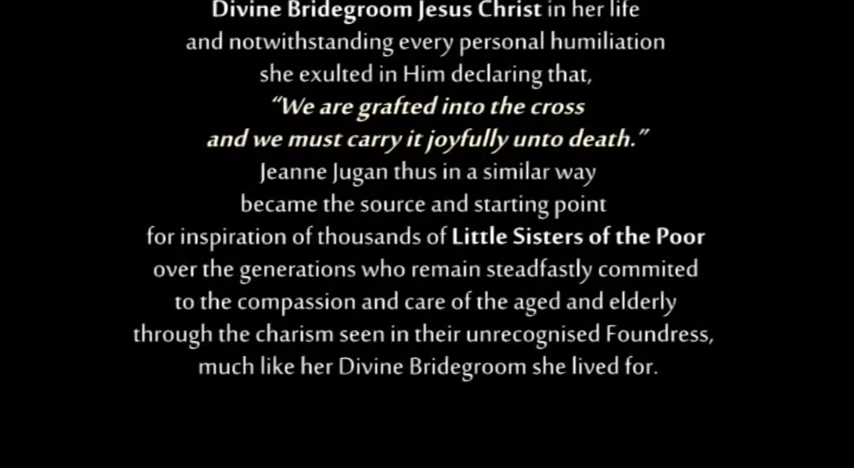 Divine Bridegroom Jesus Christ in her life
and notwithstanding every personal humiliation
she exulted in Him declaring that,
“We are grafted into the cross
and we must carry it joyfully unto death.”
Jeanne Jugan thus in a similar way
became the source and starting point
for inspiration of thousands of Little Sisters of the Poor
over the generations who remain steadfastly commited
to the compassion and care of the aged and elderly
through the charism seen in their unrecognised Foundress,
much like her Divine Bridegroom she lived for.